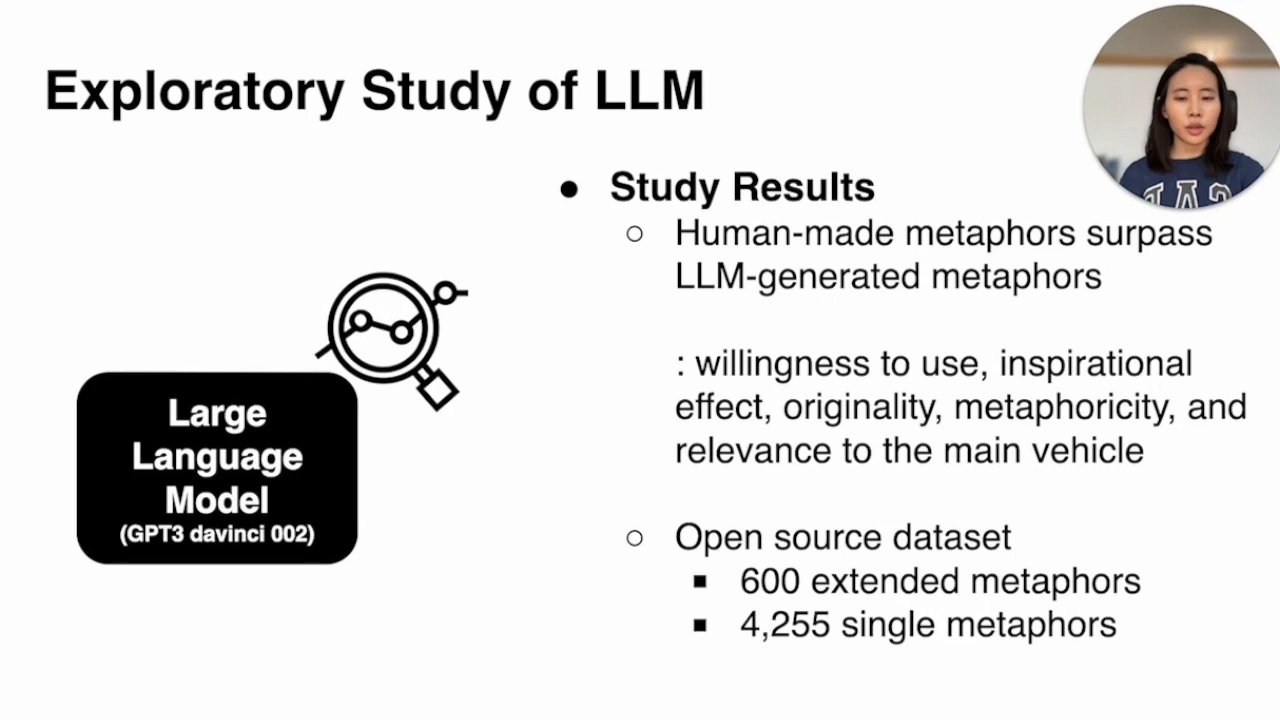 Exploratory Study of LLM
● Study Results
○ Human-made metaphors surpass
LLM-generated metaphors
: willingness to use, inspirational
effect, originality, metaphoricity, and
relevance to the main vehicle
○ Open source dataset
■ 600 extended metaphors
■ 4,255 single metaphors
Large
Language
Model
(GPT3 davinci 002)
GAP